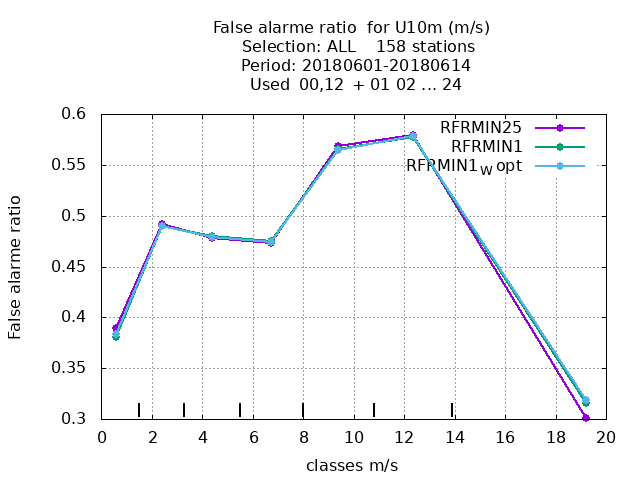 False alarme ratio  for U10m (m/s)
Selection: ALL    158 stations
Period: 20180601-20180614
Used  00,12  + 01 02 ... 24
0.6
0.55
0.5
0.45
0.4
0.35
0.3
False alarme ratio
RFRMIN25
RFRMIN1
RFRMIN1W opt
0 2 4 6 8 10 12 14 16 18 20
classes m/s